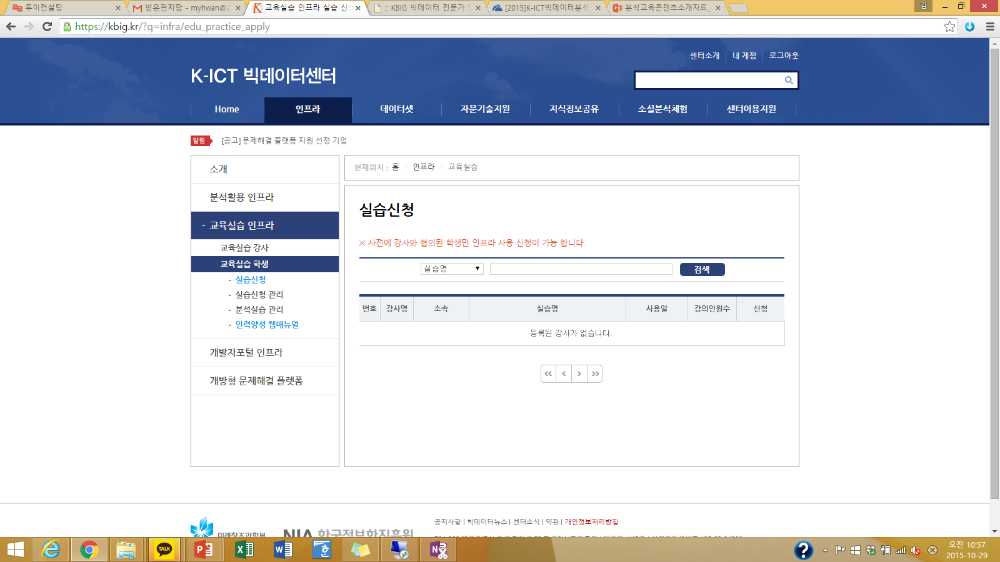 투이컨설팅
받은편지함 - myhwan@2
교육실습 인프라 실습 신청
:: KBIG 빅데이터 전문가
[2015]K-ICT빅데이터분석
분석교육콘텐츠소개자료_
김
https://kbig.kr/?q=infra/edu_practice_apply
센터소개
내 계정
로그아웃
K-ICT 빅데이터센터
Home
인프라
데이터셋
자문기술지원
지식정보공유
소셜분석체험
센터이용지원
알림
[공고] 문제해결 플랫폼 지원 선정 기업
소개
분석활용 인프라
- 교육실습 인프라
교육실습 강사
교육실습 학생
· 실습신청
· 실습신청 관리
· 분석실습 관리
· 인력양성 웹매뉴얼
개발자포털 인프라
개방형 문제해결 플렛폼
현재위치 : 홈 / 인프라 / 교육실습
실습신청
※ 사전에 강사와 협의된 학생만 인프라 사용 신청이 가능 합니다.
실습명
검색
번호 강사명 소속 실습명 사용일 강의인원수 신청
등록된 강사가 없습니다.
<< < > >>
공지사항 | 빅데이터뉴스 | 센터소식 | 약관 | 개인정보처리방침
미래창조과학부
NIA 한국정보화진흥원
TALK
오전 10:57
2015-10-29